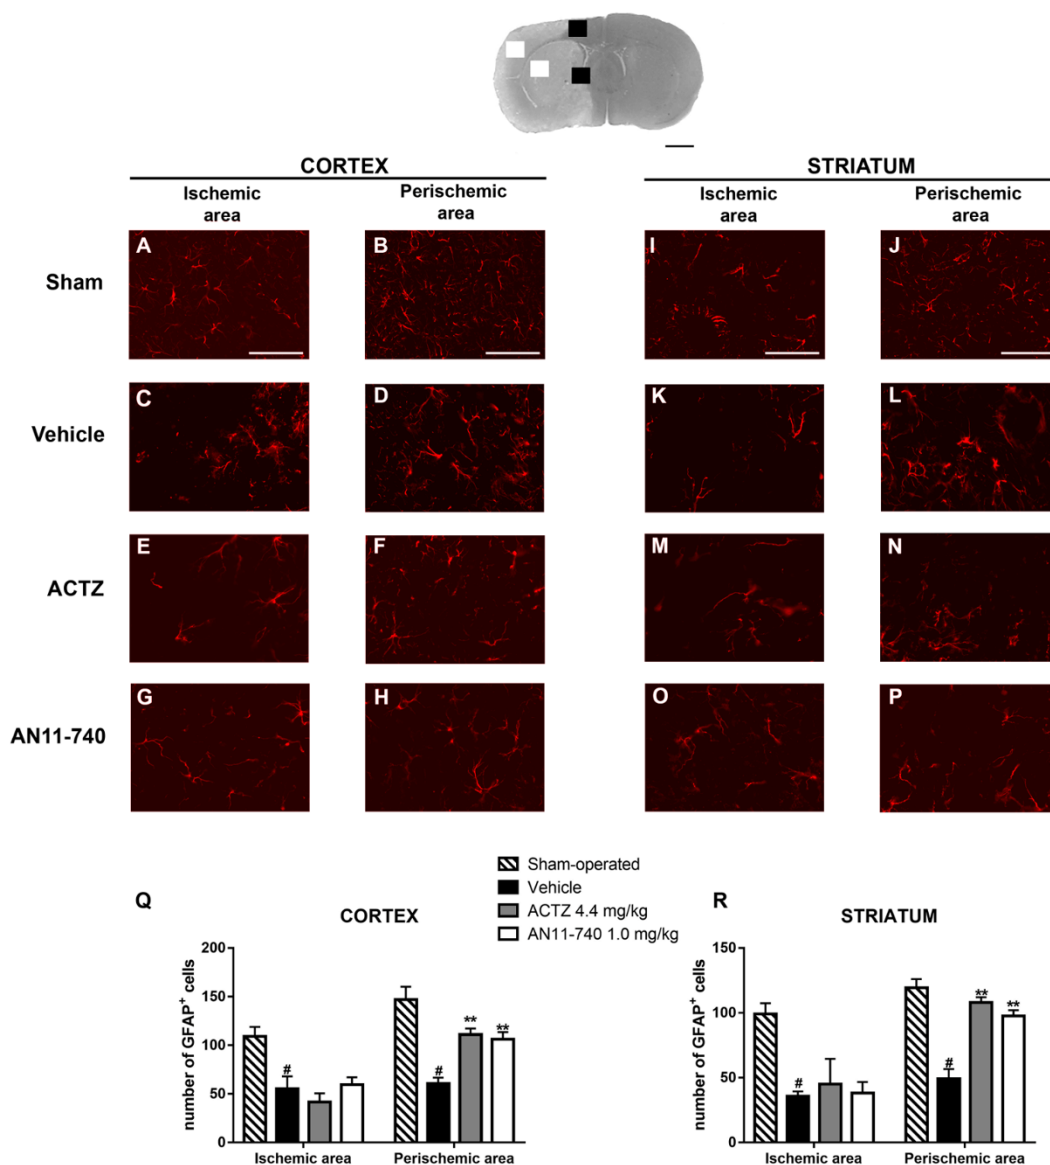 CORTEX
STRIATUM
Ischemic
area
Perischemic
area
Ischemic
area
Perischemic
area
Sham
A
B
I
J
Vehicle
C
D
K
L
ACTZ
E
F
M
N
AN11-740
G
H
O
P
Sham-operated
Vehicle
ACTZ 4.4 mg/kg
AN11-740 1.0 mg/kg
Q
CORTEX
number of GFAP+ cells
200
150
100
50
0
#
#
**
**
Ischemic area
Perischemic area
R
STRIATUM
number of GFAP+ cells
150
100
50
0
#
#
**
**
Ischemic area
Perischemic area